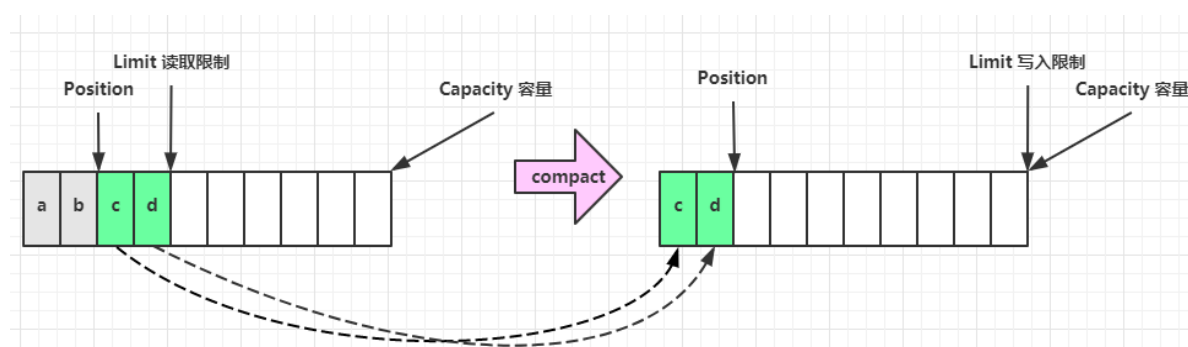 Limit 读取限制
Position
Capacity 容量
a b c d
compact
Limit 写入限制
Position
Capacity 容量
c d